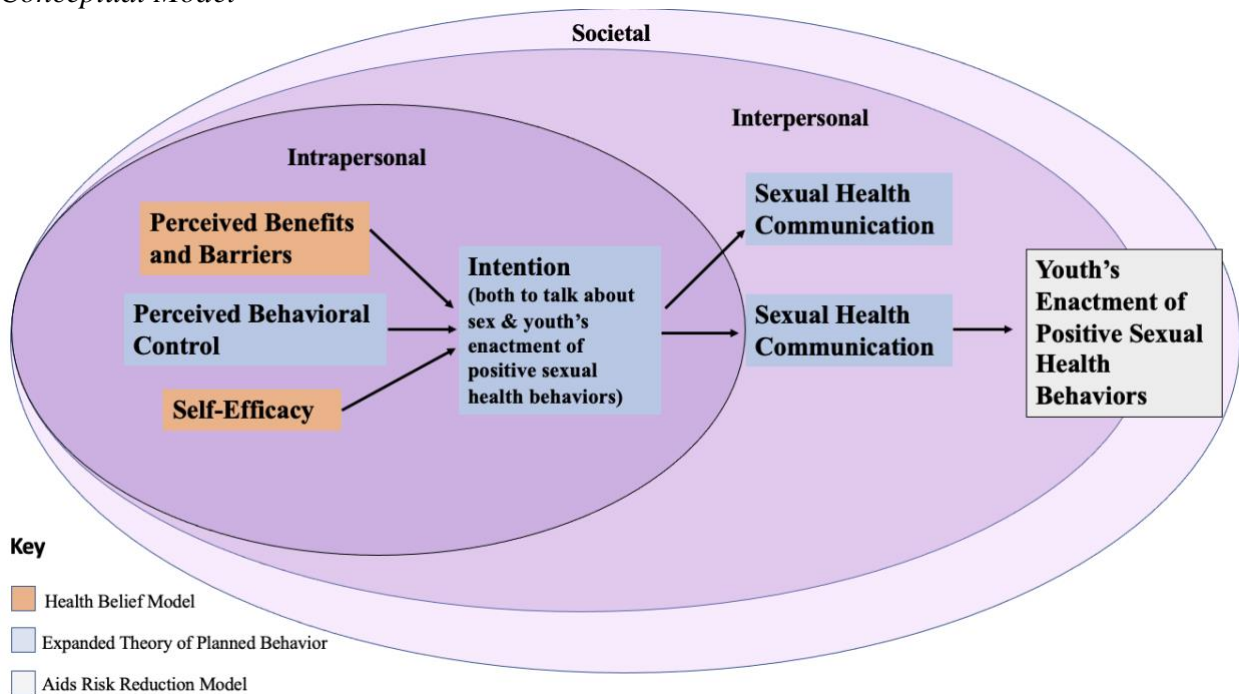 Conceptual Model
Societal
Interpersonal
Intrapersonal
Perceived Benefits
and Barriers
Perceived Behavioral
Control
Self-Efficacy
Intention
(both to talk about
sex & youth's
enactment of
positive sexual
health behaviors)
Sexual Health
Communication
Sexual Health
Communication
Youth's
Enactment of
Positive Sexual
Health
Behaviors
Key
Health Belief Model
Expanded Theory of Planned Behavior
Aids Risk Reduction Model